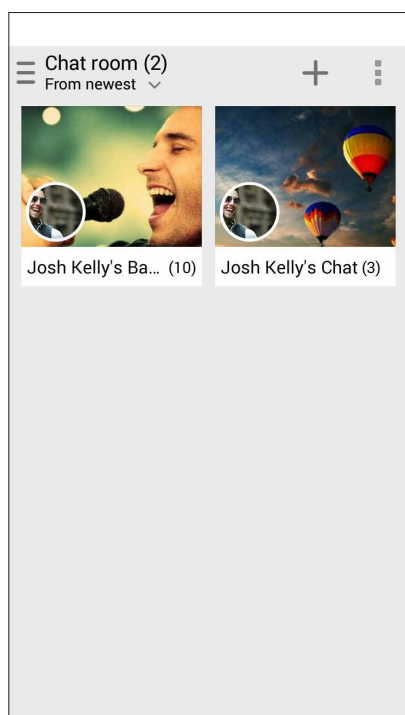 Chat room (2)
From newest
Josh Kelly's Ba... (10)
Josh Kelly's Chat (3)